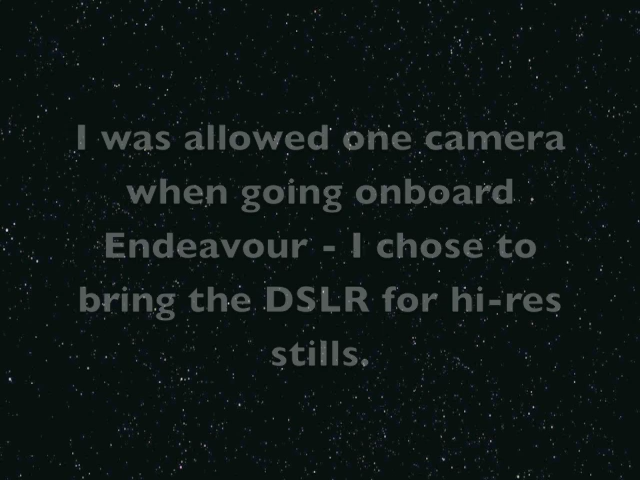 I was allowed one camera
when going onboard
Endeavour - I chose to
bring the DSLR for hi-res
stills.